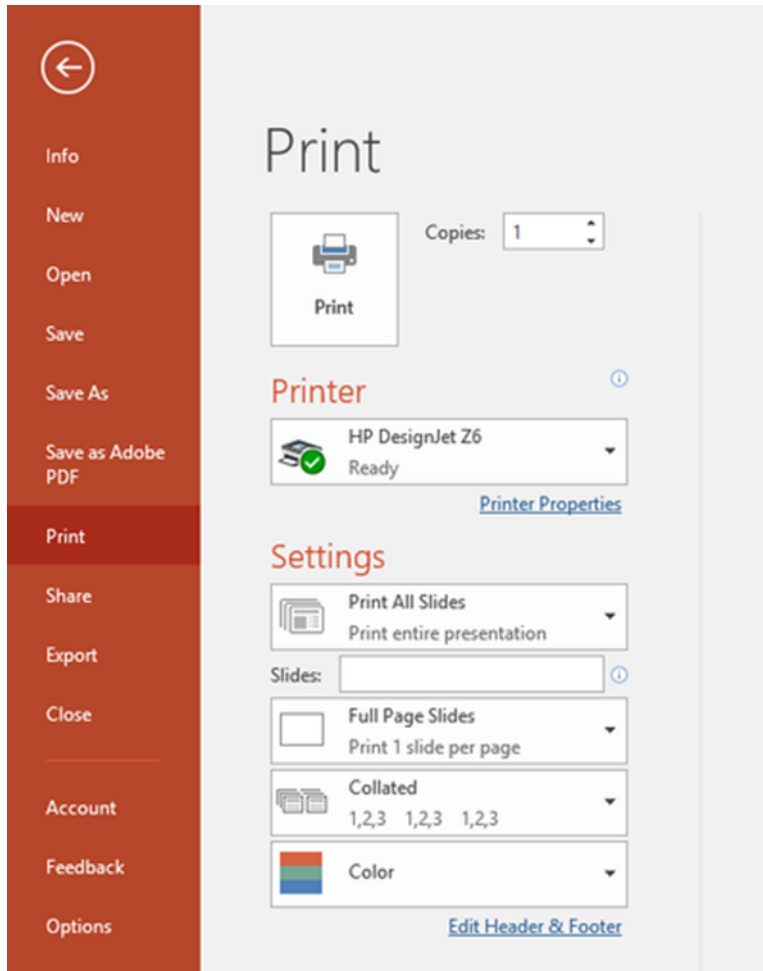 Info
New
Open
Save
Save As
Save as Adobe
PDF
Print
Share
Export
Close
Account
Feedback
Options
Print
Print
Copies: 1
Printer
HP DesignJet Z6
Ready
Printer Properties
Settings
Print All Slides
Print entire presentation
Slides:
Full Page Slides
Print 1 slide per page
Collated
1,2,3 1,2,3 1,2,3
Color
Edit Header & Footer